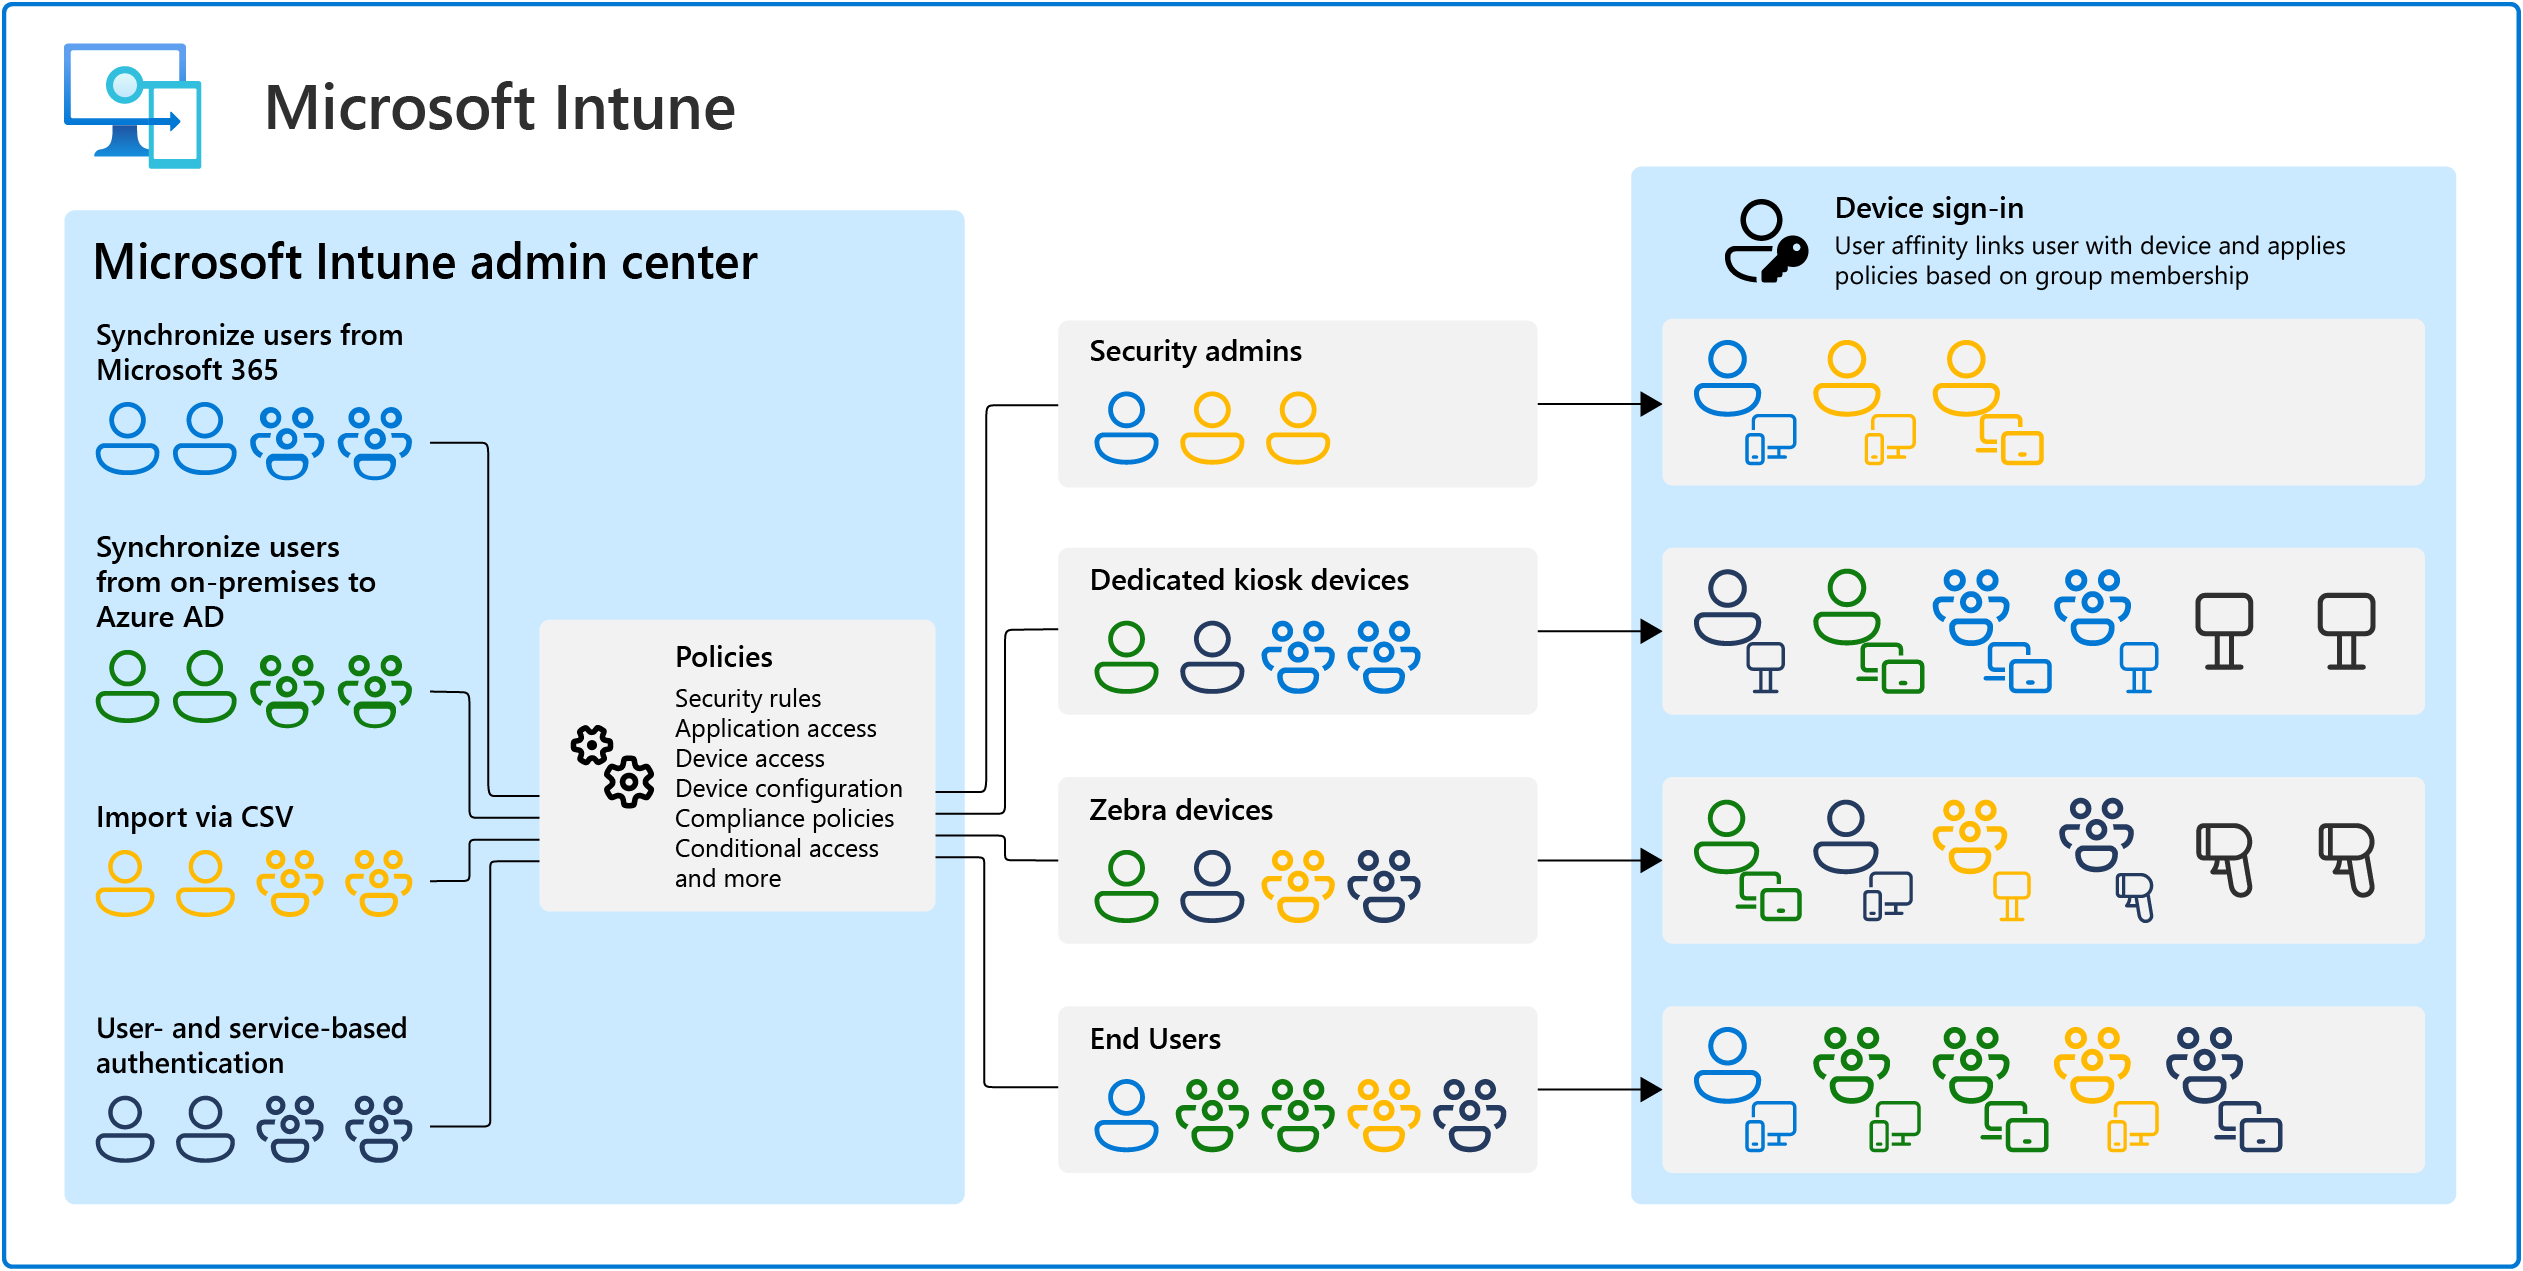 Microsoft Intune
Microsoft Intune admin center
Synchronize users from
Microsoft 365
Synchronize users
from on-premises to
Azure AD
Import via CSV
User- and service-based
authentication
Policies
Security rules
Application access
Device access
Device configuration
Compliance policies
Conditional access
and more
Security admins
Dedicated kiosk devices
Zebra devices
End Users
Device sign-in
User affinity links user with device and applies
policies based on group membership